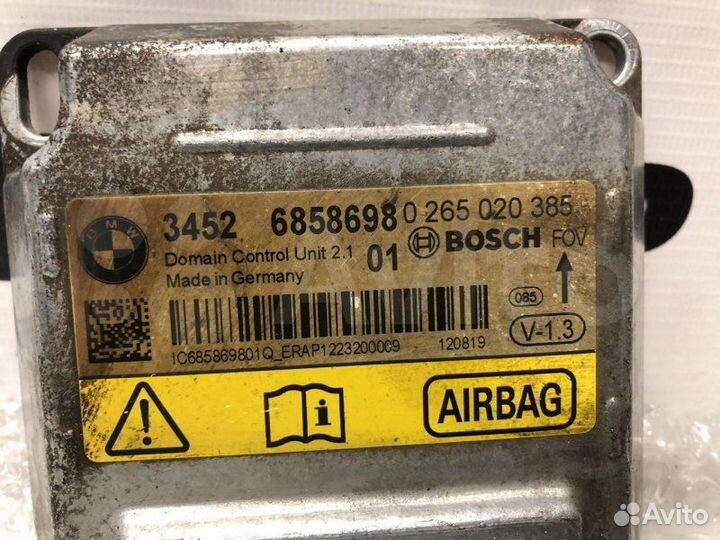 BMW
3452 6858698 0 265 020 385
Domain Control Unit 2.1 01 BOSCH FOV
Made in Germany
085
V-1.3
IC685869801Q_ERAP1223200009 120819
AIRBAG
Avito